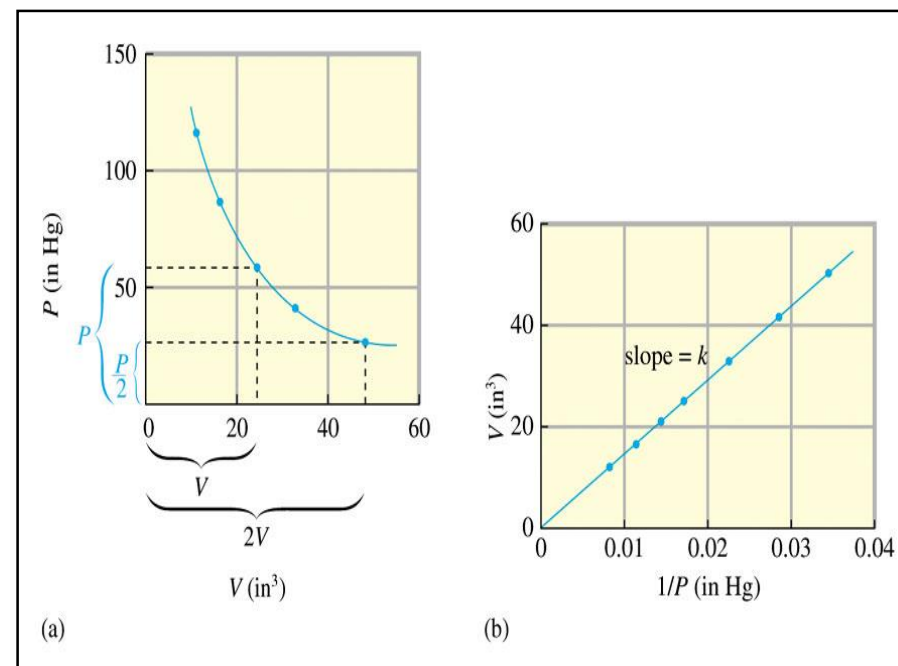 150
100
50
P (in Hg)
P
P/2
0
20
40
60
V
2V
V (in³)
(a)
60
40
20
0
V (in³)
slope = k
0
0.01
0.02
0.03
0.04
1/P (in Hg)
(b)